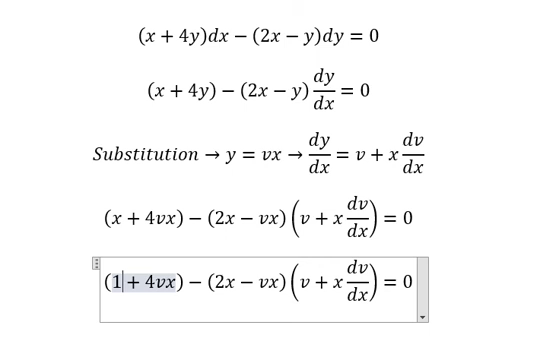 (x + 4y)dx − (2x − y)dy = 0
(x + 4y) − (2x − y) dy/dx = 0
Substitution → y = vx → dy/dx = v + x dv/dx
(x + 4vx) − (2x − vx)(v + x dv/dx) = 0
(1 + 4vx) − (2x − vx)(v + x dv/dx) = 0